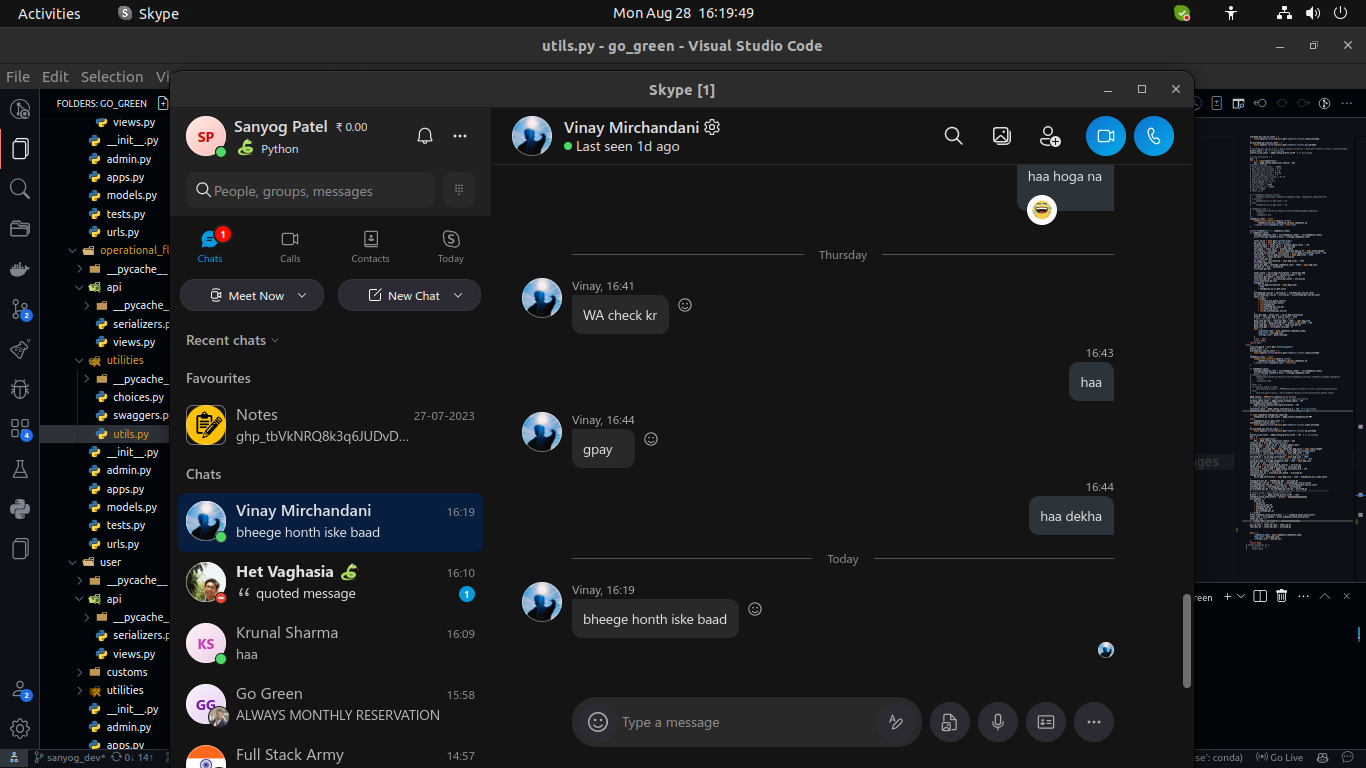 Activities
Skype
Mon Aug 28 16:19:49
utils.py - go_green - Visual Studio Code
File Edit Selection
FOLDERS: GO_GREEN
views.py
__init__.py
admin.py
apps.py
models.py
tests.py
urls.py
operational_fl
__pycache__
api
__pycache__
serializers.p
views.py
utilities
__pycache__
choices.py
swaggers.p
utils.py
__init__.py
admin.py
apps.py
models.py
tests.py
urls.py
user
__pycache__
api
__pycache__
serializers.p
views.py
customs
utilities
__init__.py
admin.py
apps.py
2
4
2
sanyog_dev* 0↓ 14↑
Skype [1]
SP
Sanyog Patel ₹ 0.00
Python
People, groups, messages
1
Chats
Calls
Contacts
Today
Meet Now
New Chat
Recent chats
Favourites
Notes 27-07-2023
ghp_tbVkNRQ8k3q6JUDvD...
Chats
Vinay Mirchandani 16:19
bheege honth iske baad
Het Vaghasia 16:10
quoted message 1
KS
Krunal Sharma 16:09
haa
GG
Go Green 15:58
ALWAYS MONTHLY RESERVATION
Full Stack Army 14:57
Vinay Mirchandani
Last seen 1d ago
haa hoga na
Thursday
Vinay, 16:41
WA check kr
16:43
haa
Vinay, 16:44
gpay
16:44
haa dekha
Today
Vinay, 16:19
bheege honth iske baad
Type a message
ges
reen
se': conda)
Go Live